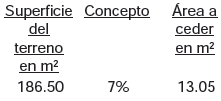 Superficie Concepto Área a
del ceder
terreno en m²
en m²
186.50 7% 13.05